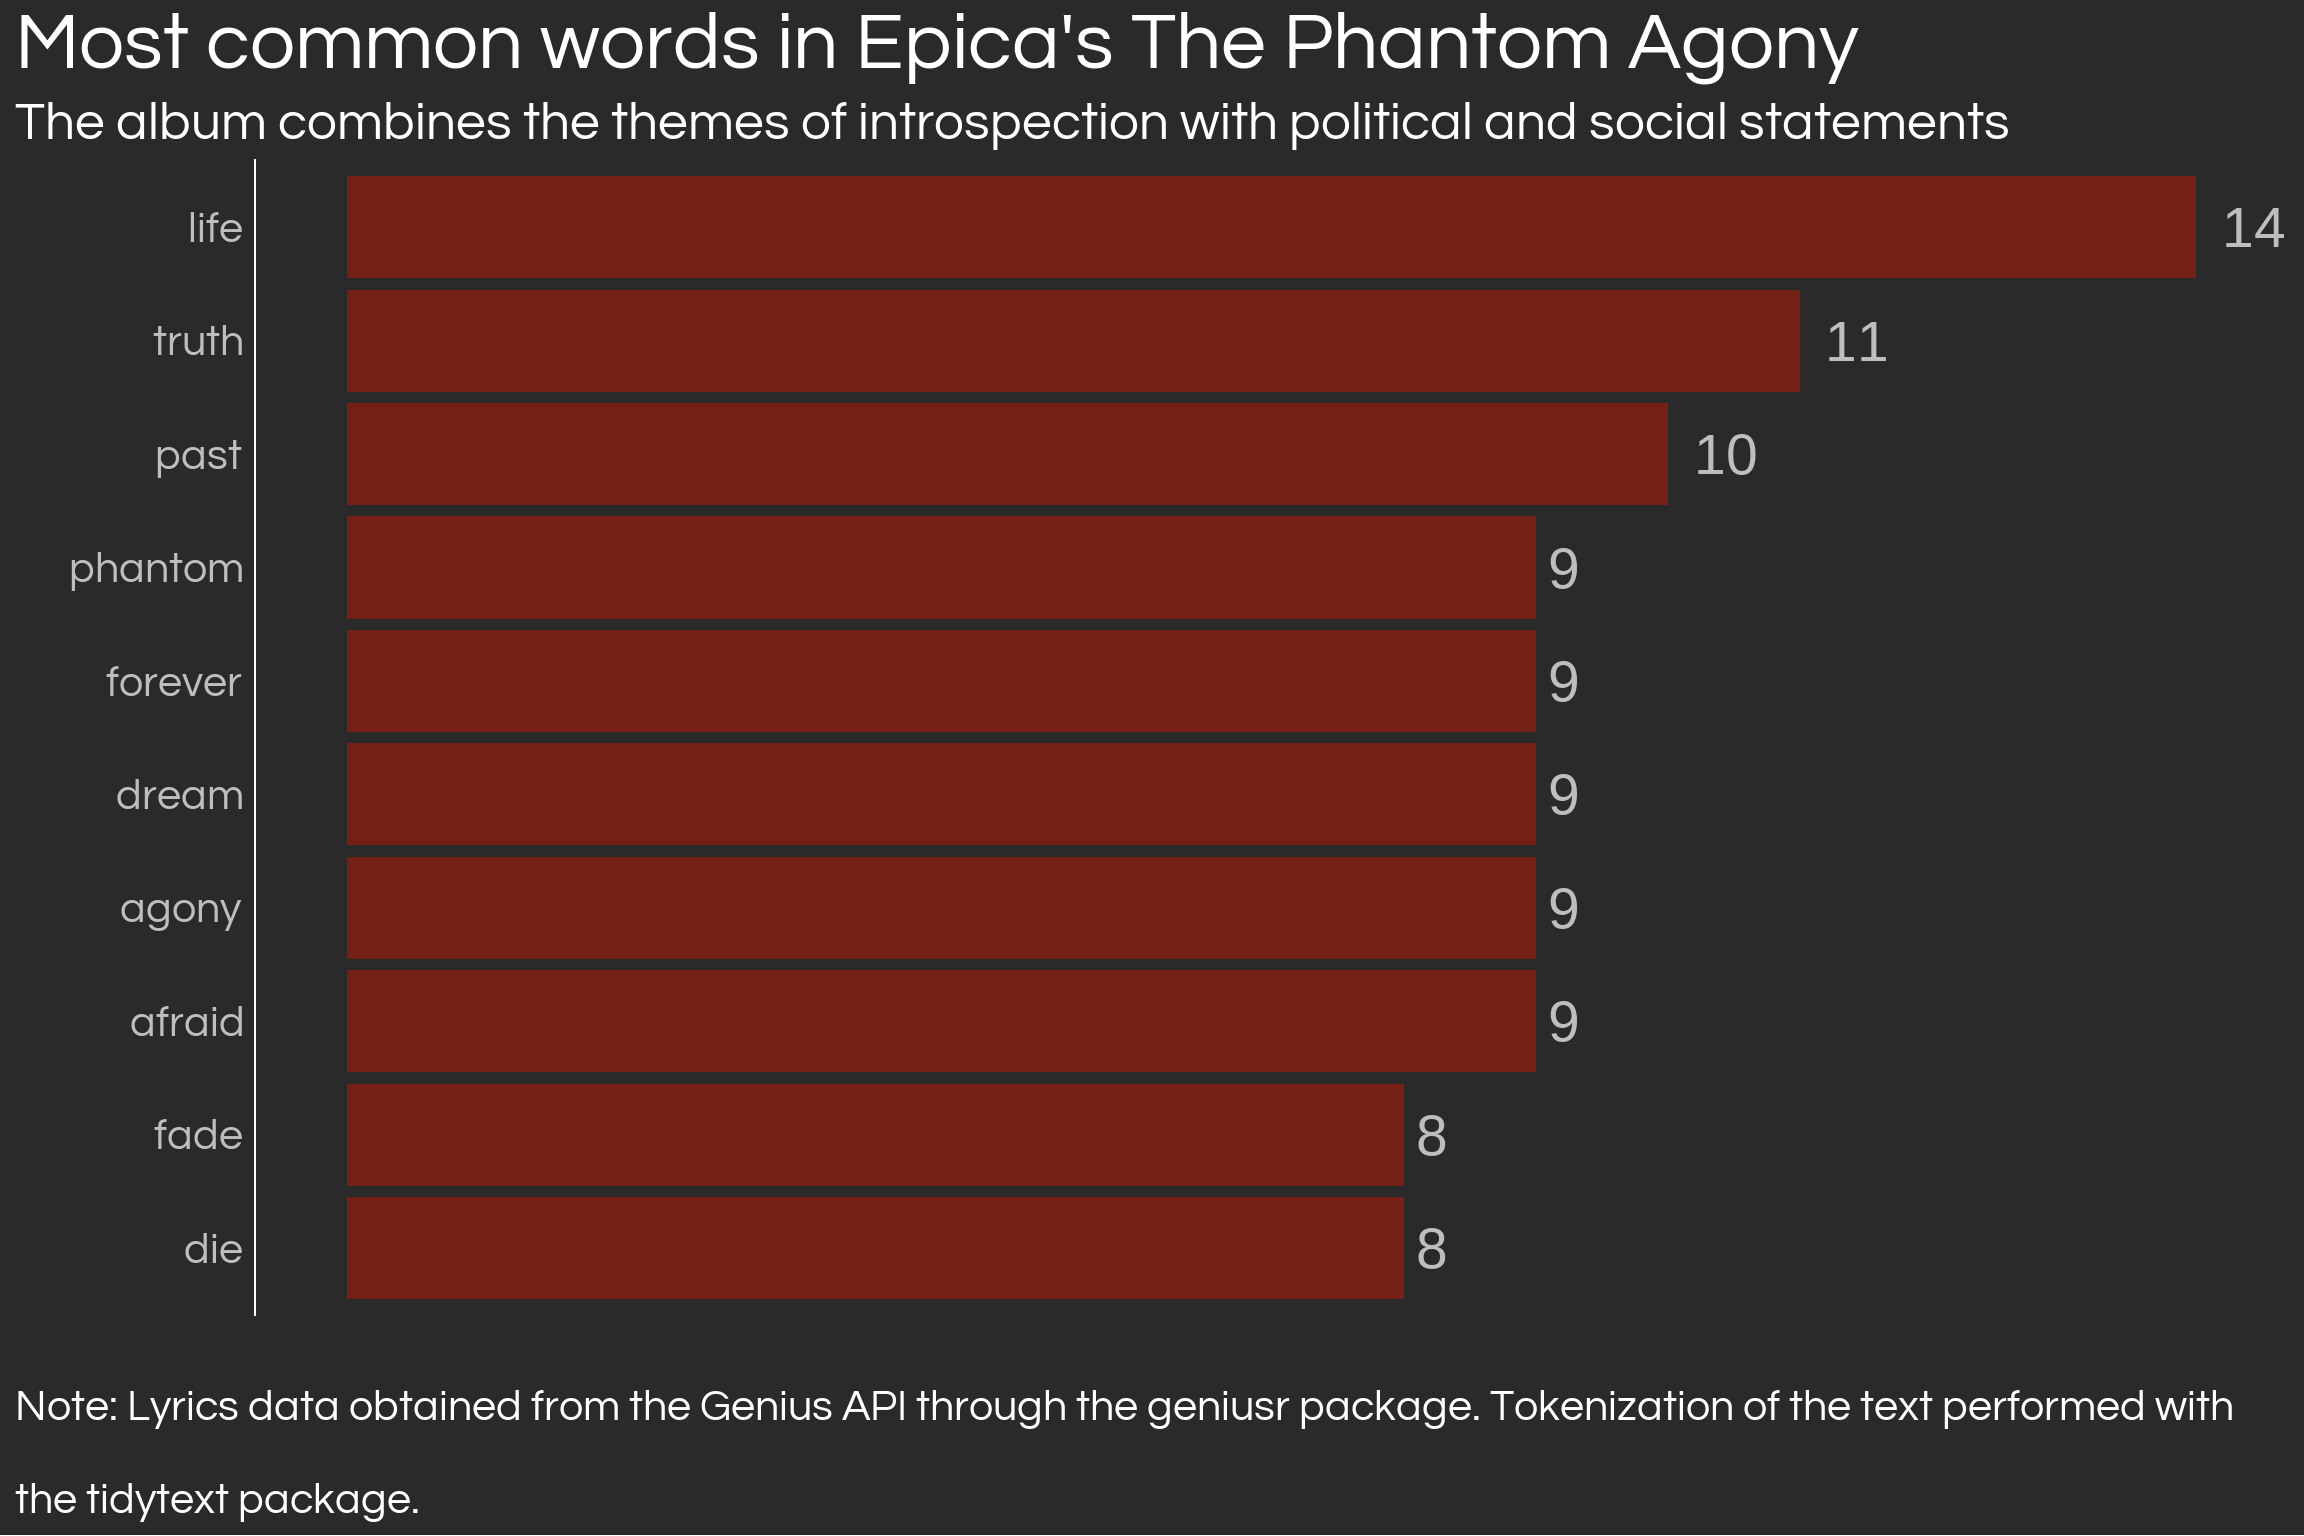 Most common words in Epica's The Phantom Agony
The album combines the themes of introspection with political and social statements
life 14
truth 11
past 10
phantom 9
forever 9
dream 9
agony 9
afraid 9
fade 8
die 8
Note: Lyrics data obtained from the Genius API through the geniusr package. Tokenization of the text performed with
the tidytext package.